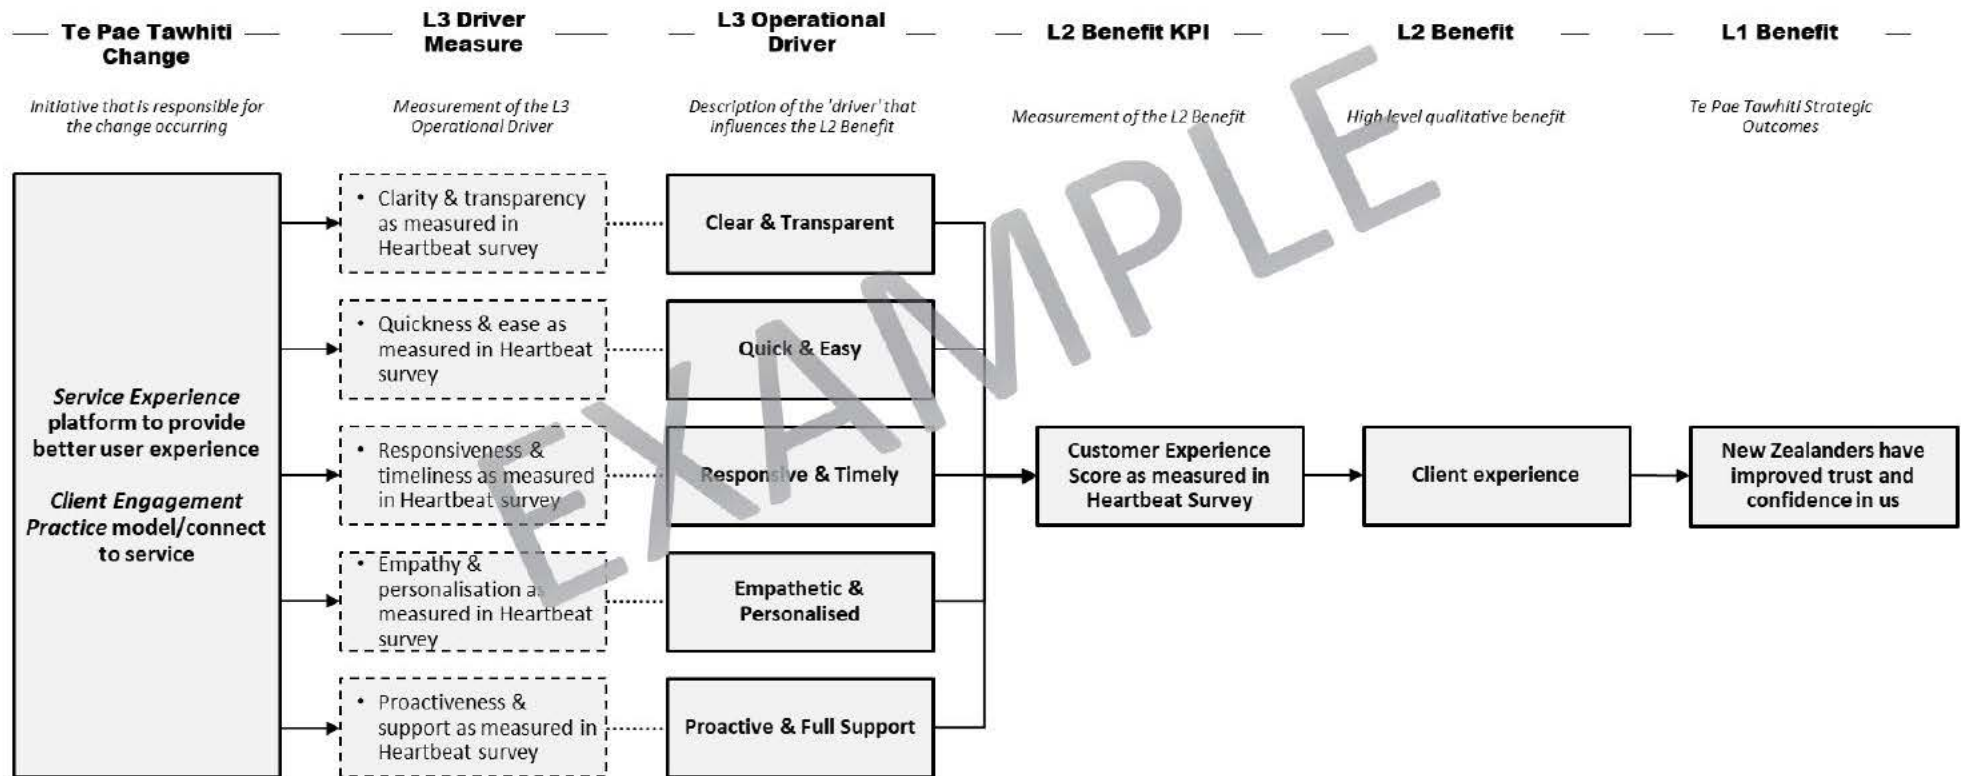 Te Pae Tawhiti
Change
L3 Driver
Measure
L3 Operational
Driver
L2 Benefit KPI
L2 Benefit
L1 Benefit
Initiative that is responsible for
the change occurring
Measurement of the L3
Operational Driver
Description of the 'driver' that
influences the L2 Benefit
Measurement of the L2 Benefit
High level qualitative benefit
Te Pae Tawhiti Strategic
Outcomes
Service Experience
platform to provide
better user experience
Client Engagement
Practice model/connect
to service
• Clarity & transparency
as measured in
Heartbeat survey
Clear & Transparent
• Quickness & ease as
measured in Heartbeat
survey
Quick & Easy
• Responsiveness &
timeliness as measured
in Heartbeat survey
Responsive & Timely
• Empathy &
personalisation as
measured in Heartbeat
survey
Empathetic &
Personalised
• Proactiveness &
support as measured in
Heartbeat survey
Proactive & Full Support
Customer Experience
Score as measured in
Heartbeat Survey
Client experience
New Zealanders have
improved trust and
confidence in us
EXAMPLE